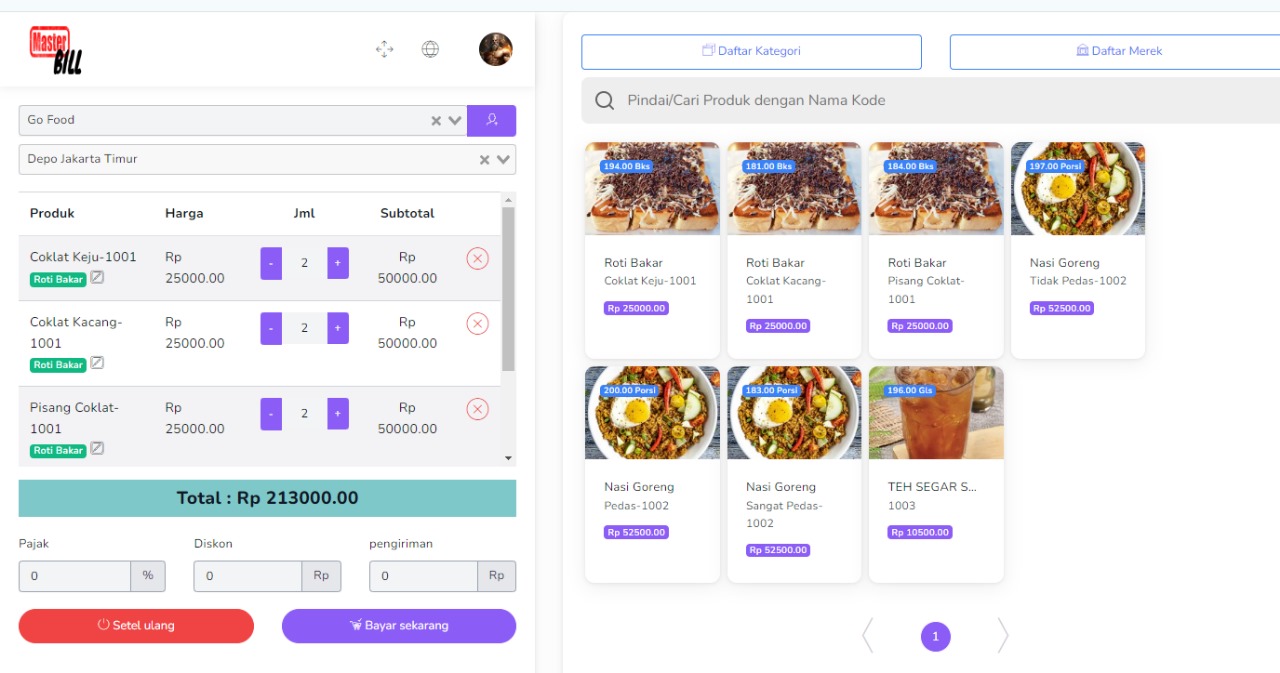 Master
BILL
Go Food
Depo Jakarta Timur
Produk Harga Jml Subtotal
Coklat Keju-1001
Roti Bakar
Rp
25000.00
- 2 +
Rp
50000.00
Coklat Kacang-
1001
Roti Bakar
Rp
25000.00
- 2 +
Rp
50000.00
Pisang Coklat-
1001
Roti Bakar
Rp
25000.00
- 2 +
Rp
50000.00
Total : Rp 213000.00
Pajak Diskon pengiriman
0 % 0 Rp 0 Rp
Setel ulang Bayar sekarang
Daftar Kategori Daftar Merek
Pindai/Cari Produk dengan Nama Kode
194.00 Bks
Roti Bakar
Coklat Keju-1001
Rp 25000.00
181.00 Bks
Roti Bakar
Coklat Kacang-
1001
Rp 25000.00
184.00 Bks
Roti Bakar
Pisang Coklat-
1001
Rp 25000.00
197.00 Porsi
Nasi Goreng
Tidak Pedas-1002
Rp 52500.00
200.00 Porsi
Nasi Goreng
Pedas-1002
Rp 52500.00
183.00 Porsi
Nasi Goreng
Sangat Pedas-
1002
Rp 52500.00
196.00 Gls
TEH SEGAR S...
1003
Rp 10500.00
1